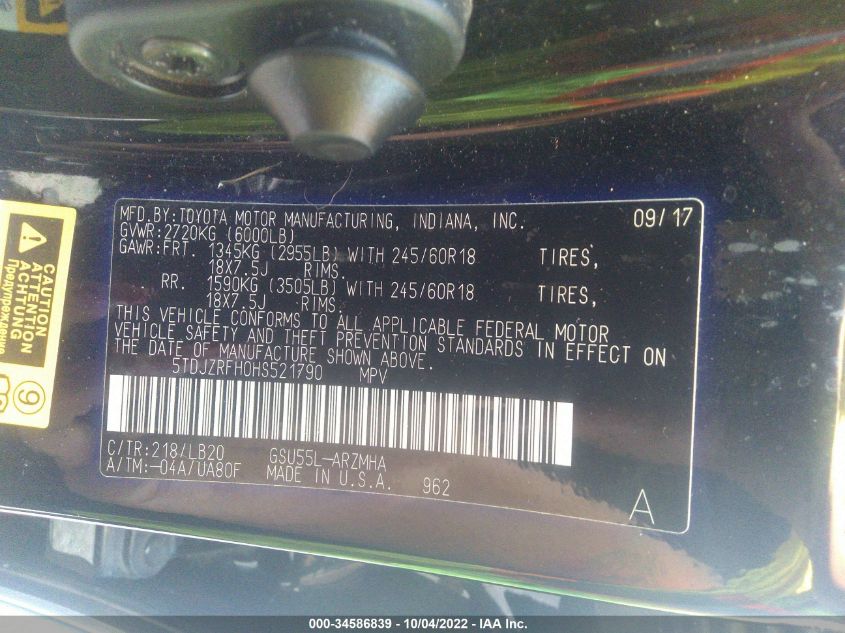 MFD.BY:TOYOTA MOTOR MANUFACTURING, INDIANA, INC. 09/17
GVWR:2720KG (6000LB)
GAWR:FRT. 1345KG (2955LB) WITH 245/60R18 TIRES,
18X7.5J RIMS.
RR. 1590KG (3505LB) WITH 245/60R18 TIRES,
18X7.5J RIMS.
THIS VEHICLE CONFORMS TO ALL APPLICABLE FEDERAL MOTOR
VEHICLE SAFETY AND THEFT PREVENTION STANDARDS IN EFFECT ON
THE DATE OF MANUFACTURE SHOWN ABOVE.
5TDJZRFH0HS521790 MPV
C/TR:218/LB20 GSU55L-ARZMHA
A/TM:-04A/UA80F MADE IN U.S.A. 962
A
CAUTION
ATTENTION
ACHTUNG
Предупреждение
9
000-34586839 - 10/04/2022 - IAA Inc.